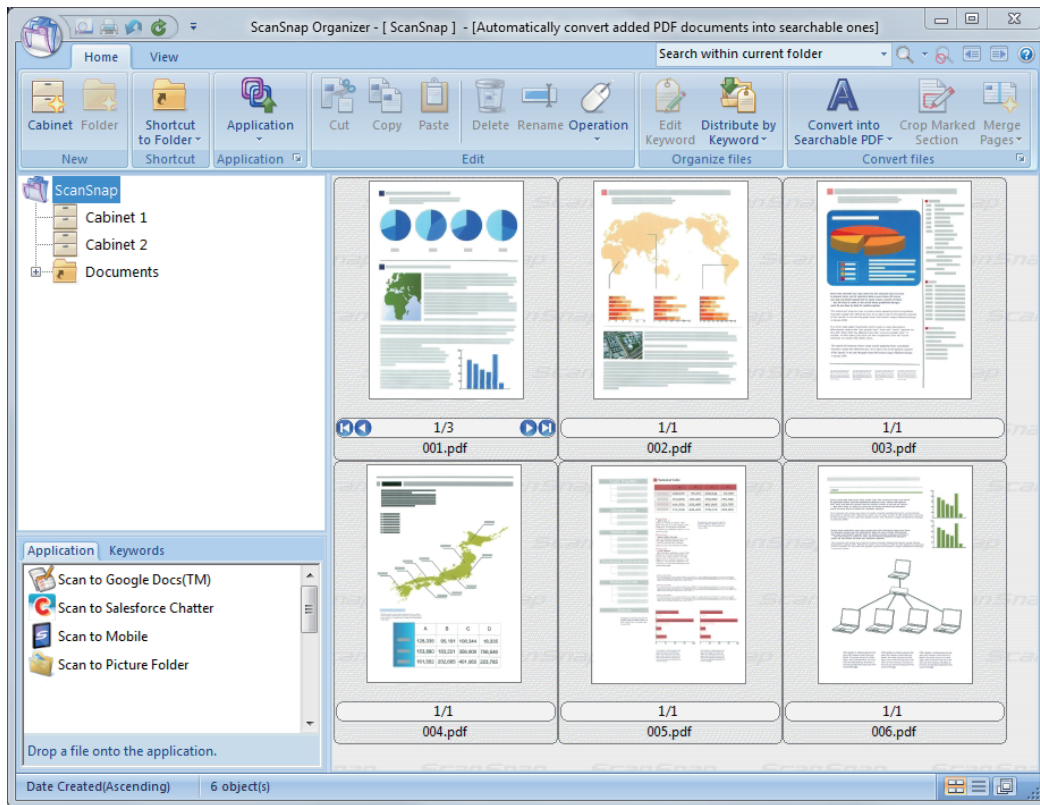 ScanSnap Organizer - [ ScanSnap ] - [Automatically convert added PDF documents into searchable ones]
Home View Search within current folder
Cabinet Folder Shortcut to Folder Application Cut Copy Paste Delete Rename Operation Edit Keyword Distribute by Keyword Convert into Searchable PDF Crop Marked Section Merge Pages
New Shortcut Application Edit Organize files Convert files
ScanSnap
Cabinet 1
Cabinet 2
Documents
1/3 1/1 1/1
001.pdf 002.pdf 003.pdf
A B C D
1/1 1/1 1/1
004.pdf 005.pdf 006.pdf
Application Keywords
Scan to Google Docs(TM)
Scan to Salesforce Chatter
Scan to Mobile
Scan to Picture Folder
Drop a file onto the application.
Date Created(Ascending) 6 object(s)